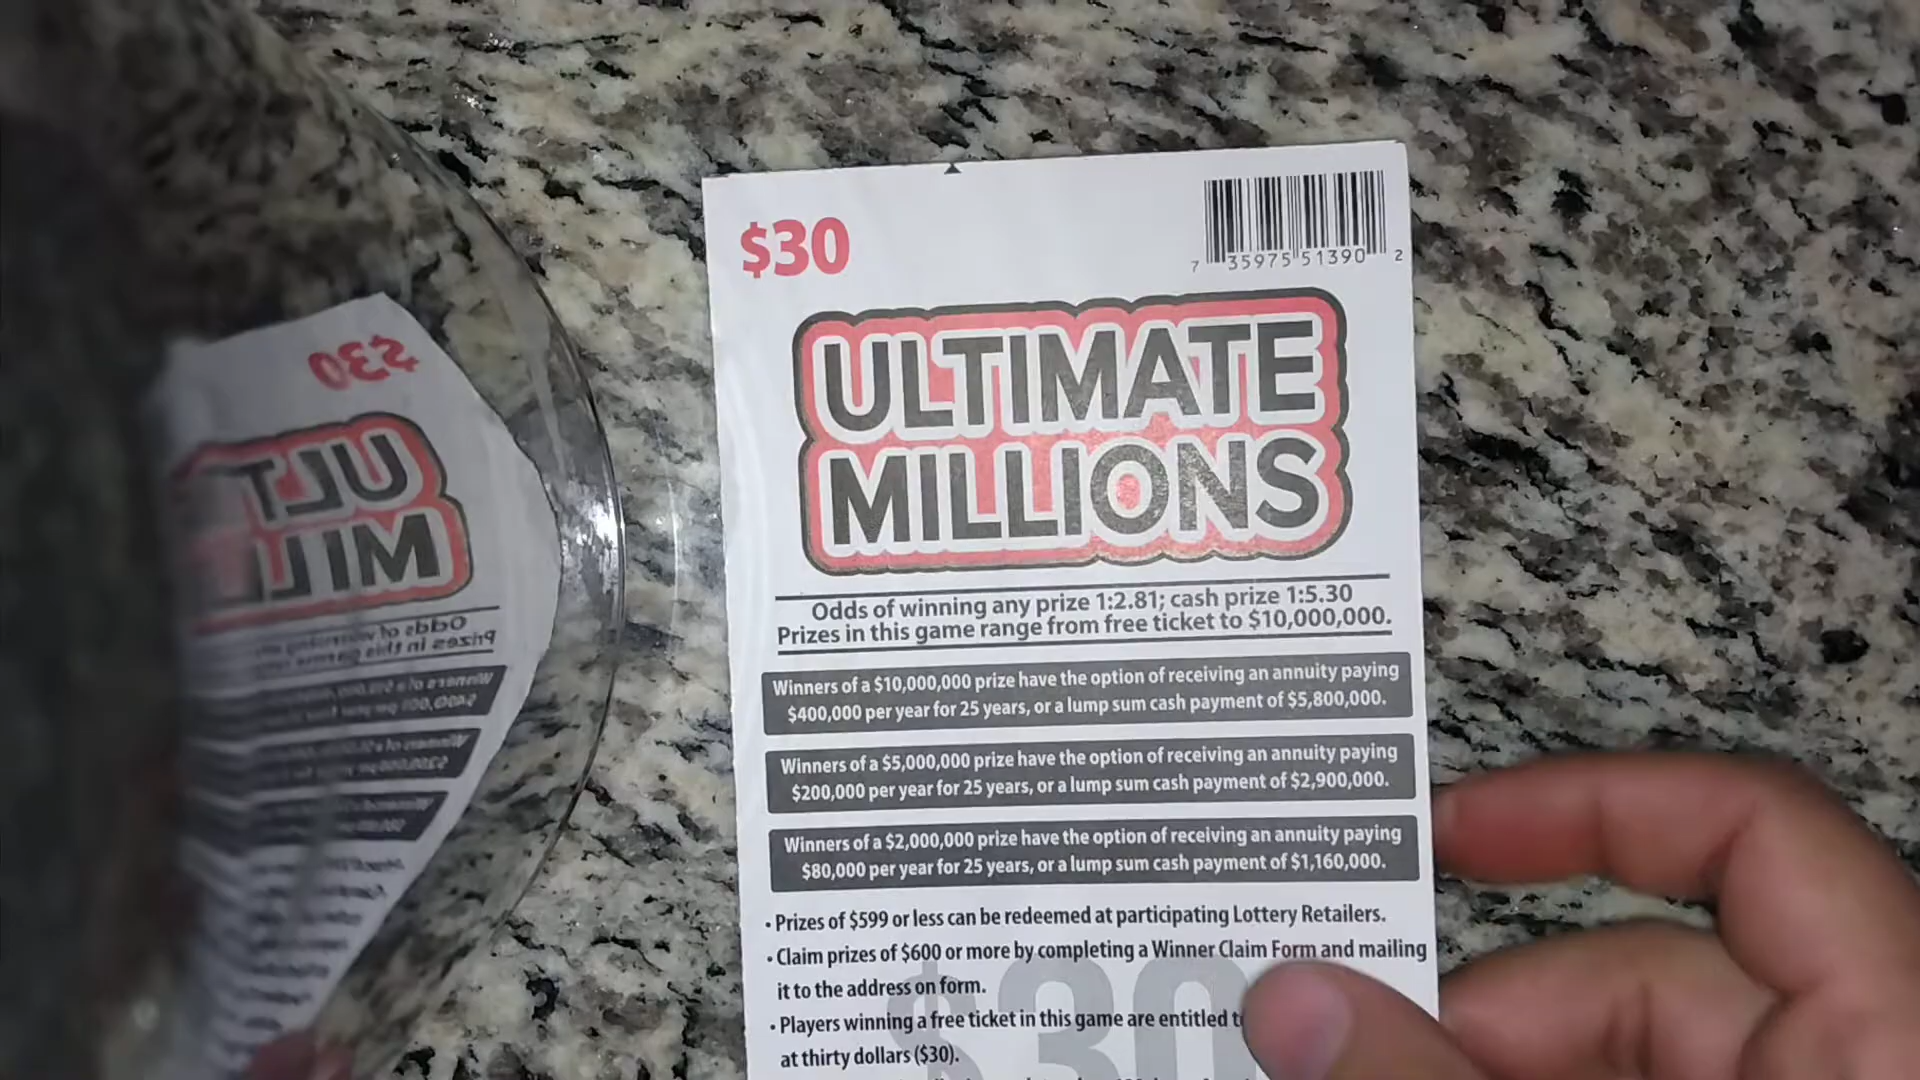 $30
7 35975 51390 2
ULTIMATE
MILLIONS
Odds of winning any prize 1:2.81; cash prize 1:5.30
Prizes in this game range from free ticket to $10,000,000.
Winners of a $10,000,000 prize have the option of receiving an annuity paying
$400,000 per year for 25 years, or a lump sum cash payment of $5,800,000.
Winners of a $5,000,000 prize have the option of receiving an annuity paying
$200,000 per year for 25 years, or a lump sum cash payment of $2,900,000.
Winners of a $2,000,000 prize have the option of receiving an annuity paying
$80,000 per year for 25 years, or a lump sum cash payment of $1,160,000.
• Prizes of $599 or less can be redeemed at participating Lottery Retailers.
• Claim prizes of $600 or more by completing a Winner Claim Form and mailing
it to the address on form.
• Players winning a free ticket in this game are entitled
at thirty dollars ($30).
$30
$30
ULT
MILL
Odds of
Prizes in